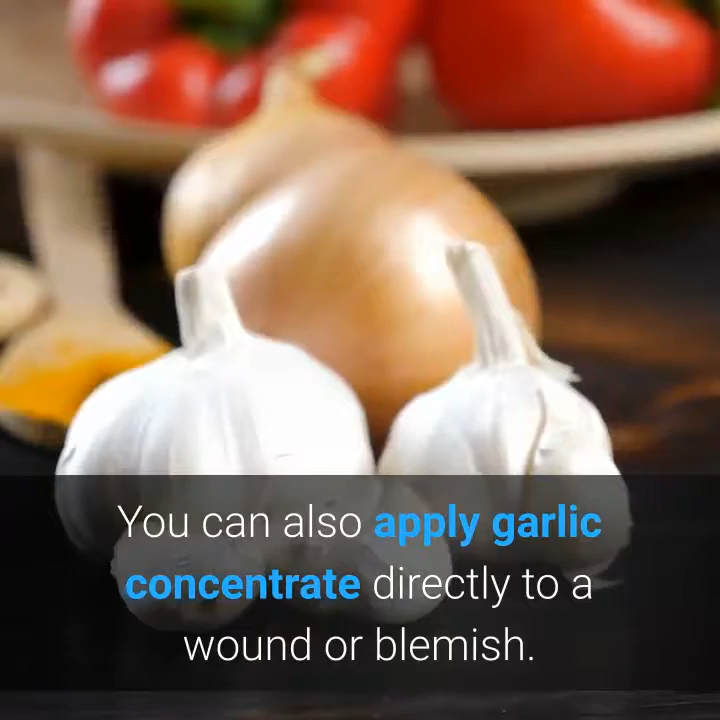 You can also apply garlic
concentrate directly to a
wound or blemish.